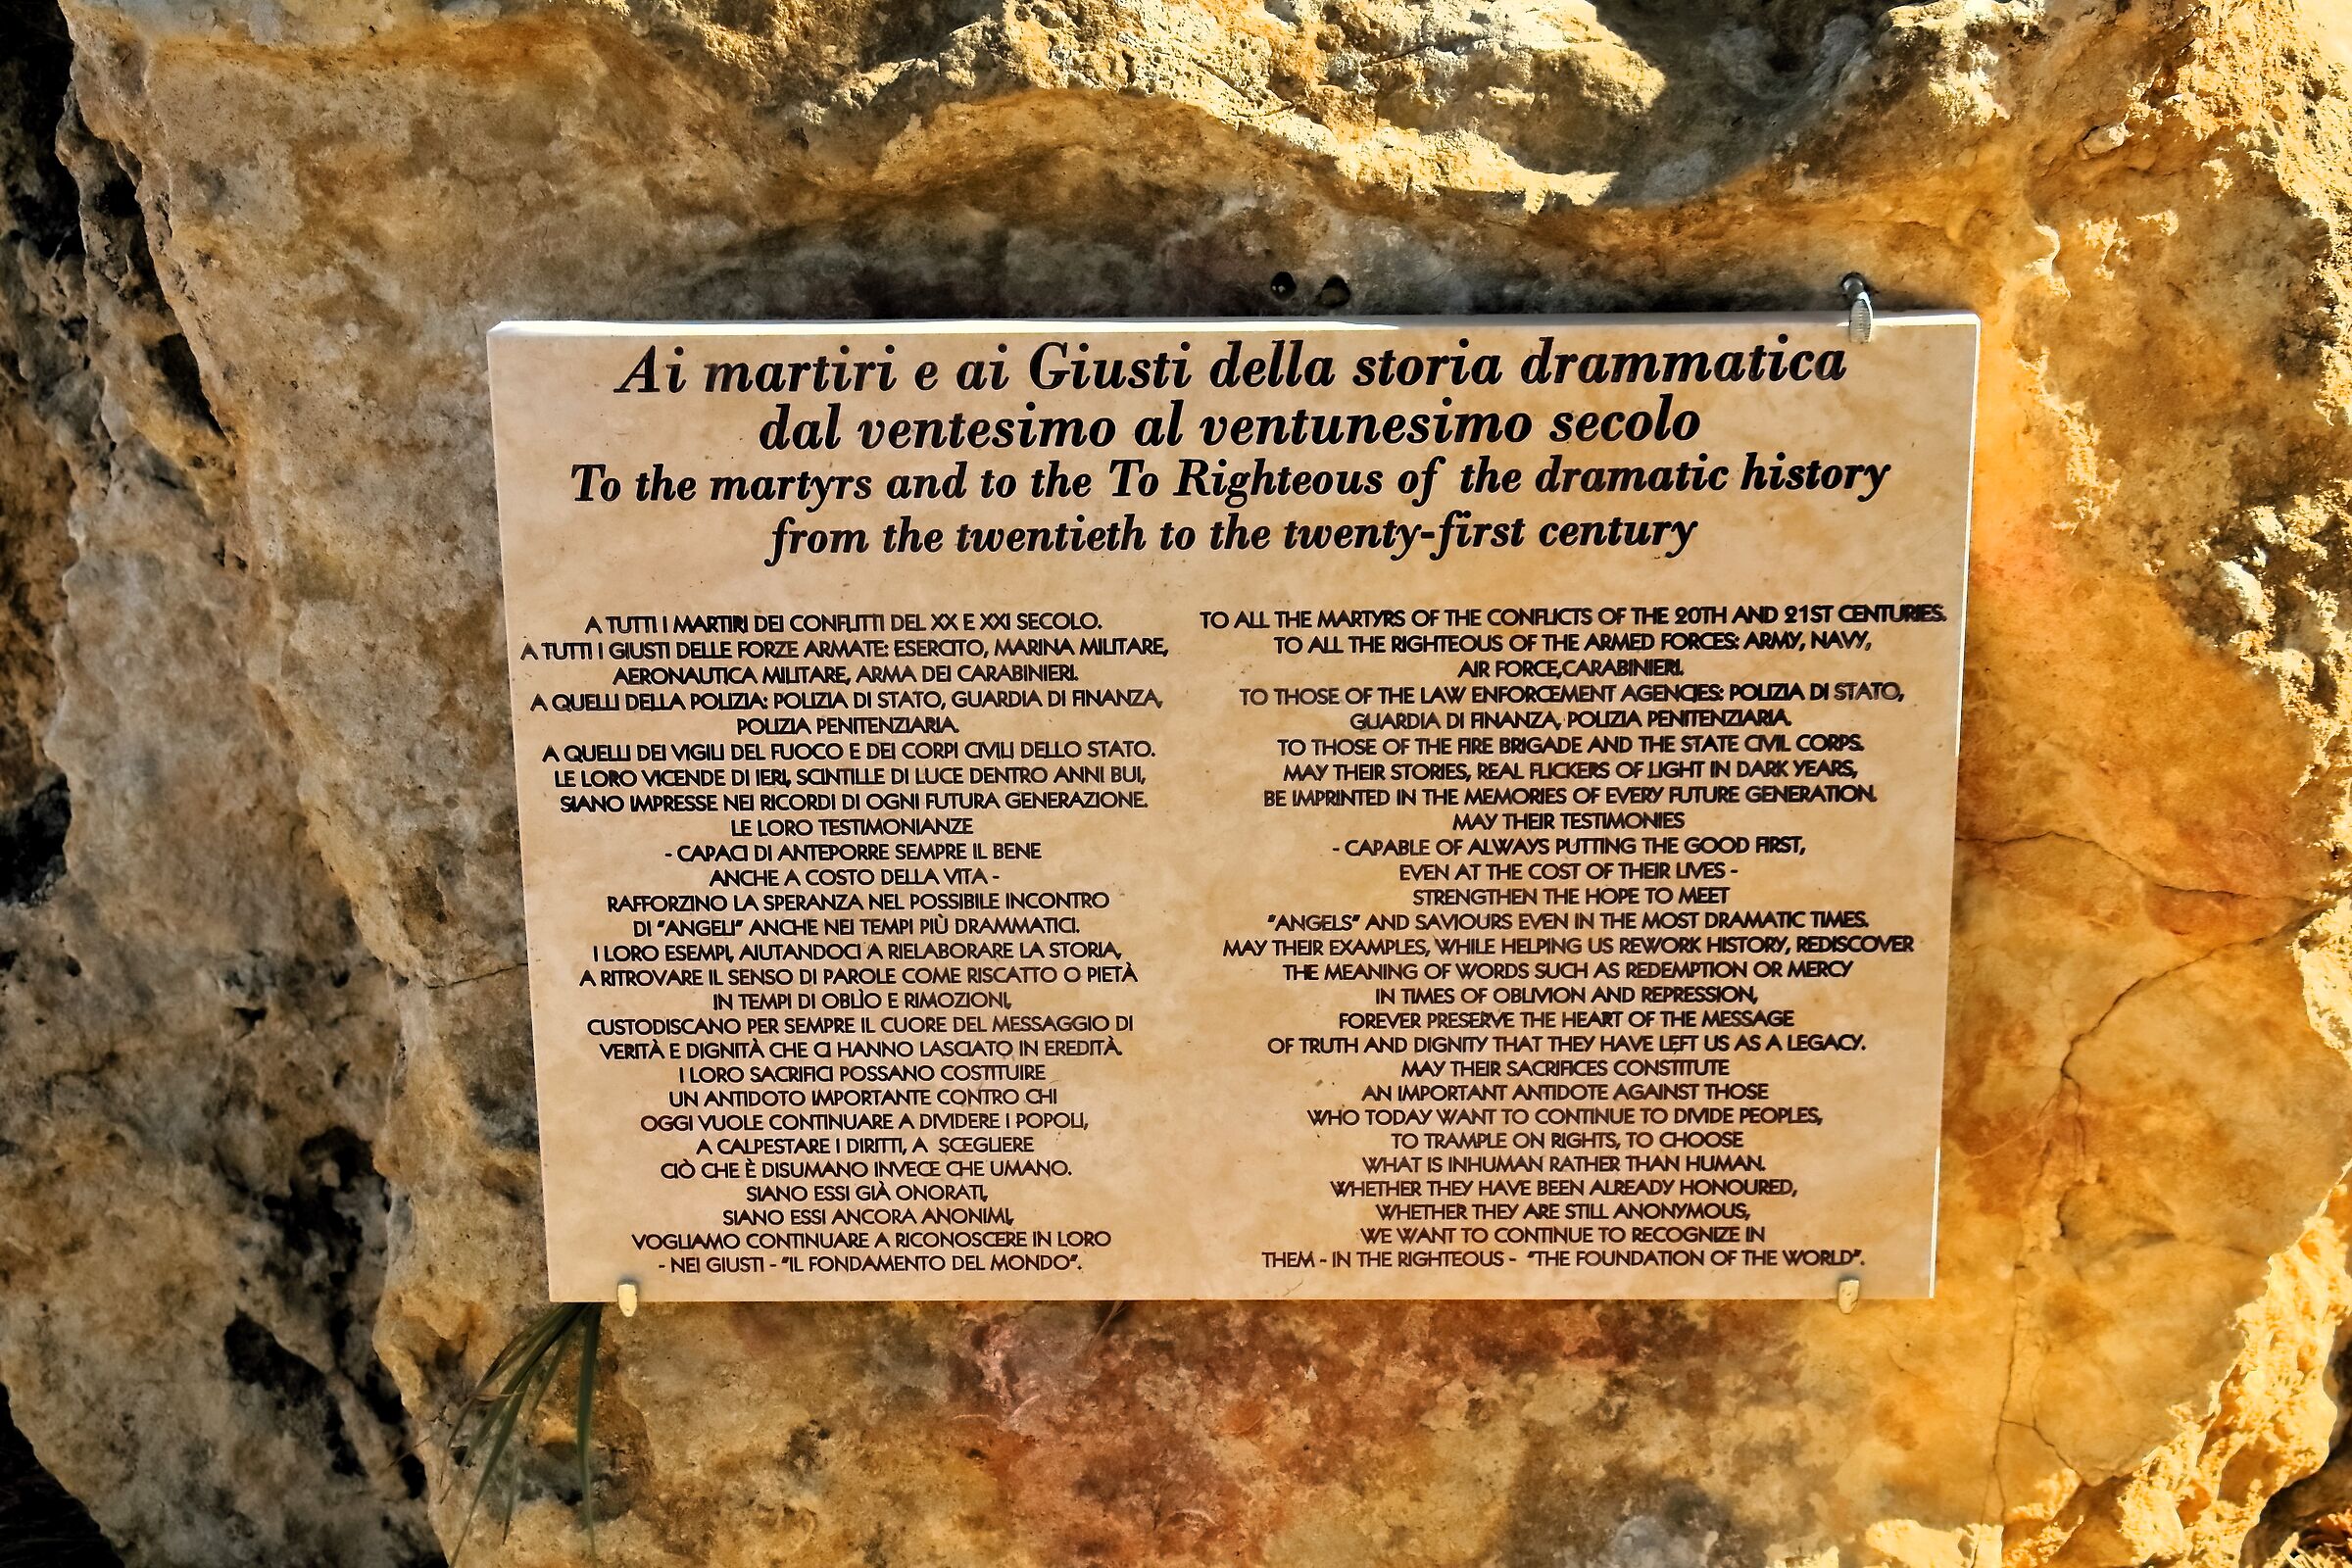 Ai martiri e ai Giusti della storia drammatica
dal ventesimo al ventunesimo secolo
To the martyrs and to the To Righteous of the dramatic history
from the twentieth to the twenty-first century
A TUTTI I MARTIRI DEI CONFLITTI DEL XX E XXI SECOLO.
A TUTTI I GIUSTI DELLE FORZE ARMATE: ESERCITO, MARINA MILITARE,
AERONAUTICA MILITARE, ARMA DEI CARABINIERI.
A QUELLI DELLA POLIZIA: POLIZIA DI STATO, GUARDIA DI FINANZA,
POLIZIA PENITENZIARIA.
A QUELLI DEI VIGILI DEL FUOCO E DEI CORPI CIVILI DELLO STATO.
LE LORO VICENDE DI IERI, SCINTILLE DI LUCE DENTRO ANNI BUI,
SIANO IMPRESSE NEI RICORDI DI OGNI FUTURA GENERAZIONE.
LE LORO TESTIMONIANZE
- CAPACI DI ANTEPORRE SEMPRE IL BENE
ANCHE A COSTO DELLA VITA -
RAFFORZINO LA SPERANZA NEL POSSIBILE INCONTRO
DI "ANGELI" ANCHE NEI TEMPI PIÙ DRAMMATICI.
I LORO ESEMPI, AIUTANDOCI A RIELABORARE LA STORIA,
A RITROVARE IL SENSO DI PAROLE COME RISCATTO O PIETÀ
IN TEMPI DI OBLÌO E RIMOZIONI,
CUSTODISCANO PER SEMPRE IL CUORE DEL MESSAGGIO DI
VERITÀ E DIGNITÀ CHE CI HANNO LASCIATO IN EREDITÀ.
I LORO SACRIFICI POSSANO COSTITUIRE
UN ANTIDOTO IMPORTANTE CONTRO CHI
OGGI VUOLE CONTINUARE A DIVIDERE I POPOLI,
A CALPESTARE I DIRITTI, A SCEGLIERE
CIÒ CHE È DISUMANO INVECE CHE UMANO.
SIANO ESSI GIÀ ONORATI,
SIANO ESSI ANCORA ANONIMI,
VOGLIAMO CONTINUARE A RICONOSCERE IN LORO
- NEI GIUSTI - "IL FONDAMENTO DEL MONDO".
TO ALL THE MARTYRS OF THE CONFLICTS OF THE 20TH AND 21ST CENTURIES.
TO ALL THE RIGHTEOUS OF THE ARMED FORCES: ARMY, NAVY,
AIR FORCE,CARABINIERI.
TO THOSE OF THE LAW ENFORCEMENT AGENCIES: POLIZIA DI STATO,
GUARDIA DI FINANZA, POLIZIA PENITENZIARIA.
TO THOSE OF THE FIRE BRIGADE AND THE STATE CIVIL CORPS.
MAY THEIR STORIES, REAL FLICKERS OF LIGHT IN DARK YEARS,
BE IMPRINTED IN THE MEMORIES OF EVERY FUTURE GENERATION.
MAY THEIR TESTIMONIES
- CAPABLE OF ALWAYS PUTTING THE GOOD FIRST,
EVEN AT THE COST OF THEIR LIVES -
STRENGTHEN THE HOPE TO MEET
"ANGELS" AND SAVIOURS EVEN IN THE MOST DRAMATIC TIMES.
MAY THEIR EXAMPLES, WHILE HELPING US REWORK HISTORY, REDISCOVER
THE MEANING OF WORDS SUCH AS REDEMPTION OR MERCY
IN TIMES OF OBLIVION AND REPRESSION,
FOREVER PRESERVE THE HEART OF THE MESSAGE
OF TRUTH AND DIGNITY THAT THEY HAVE LEFT US AS A LEGACY.
MAY THEIR SACRIFICES CONSTITUTE
AN IMPORTANT ANTIDOTE AGAINST THOSE
WHO TODAY WANT TO CONTINUE TO DIVIDE PEOPLES,
TO TRAMPLE ON RIGHTS, TO CHOOSE
WHAT IS INHUMAN RATHER THAN HUMAN.
WHETHER THEY HAVE BEEN ALREADY HONOURED,
WHETHER THEY ARE STILL ANONYMOUS,
WE WANT TO CONTINUE TO RECOGNIZE IN
THEM - IN THE RIGHTEOUS - "THE FOUNDATION OF THE WORLD".